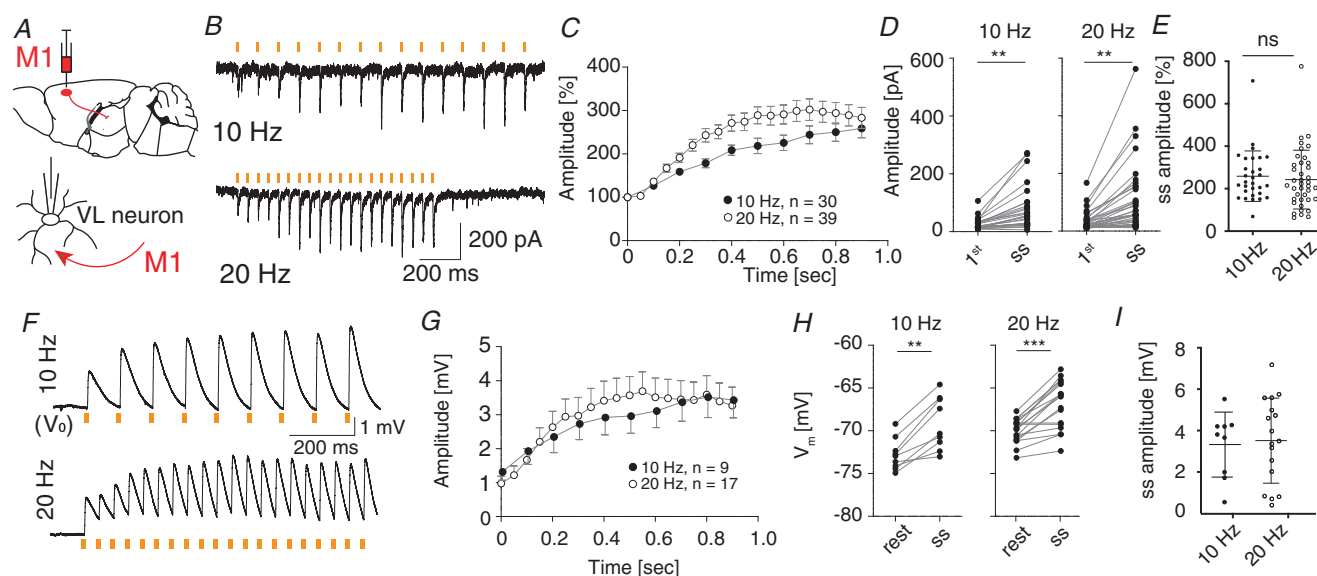 A
M1
VL neuron
M1
B
10 Hz
20 Hz
200 pA
200 ms
C
Amplitude [%]
400
300
200
100
0
0.0 0.2 0.4 0.6 0.8 1.0
Time [sec]
10 Hz, n = 30
20 Hz, n = 39
D
10 Hz 20 Hz
** **
Amplitude [pA]
600
400
200
0
1st ss 1st ss
E
ns
ss amplitude [%]
800
600
400
200
0
10 Hz 20 Hz
F
10 Hz
(V0)
1 mV
200 ms
20 Hz
G
Amplitude [mV]
5
4
3
2
1
0
0.0 0.2 0.4 0.6 0.8 1.0
Time [sec]
10 Hz, n = 9
20 Hz, n = 17
H
10 Hz 20 Hz
** ***
Vm [mV]
-60
-65
-70
-75
-80
rest ss rest ss
I
ss amplitude [mV]
8
6
4
2
0
10 Hz 20 Hz